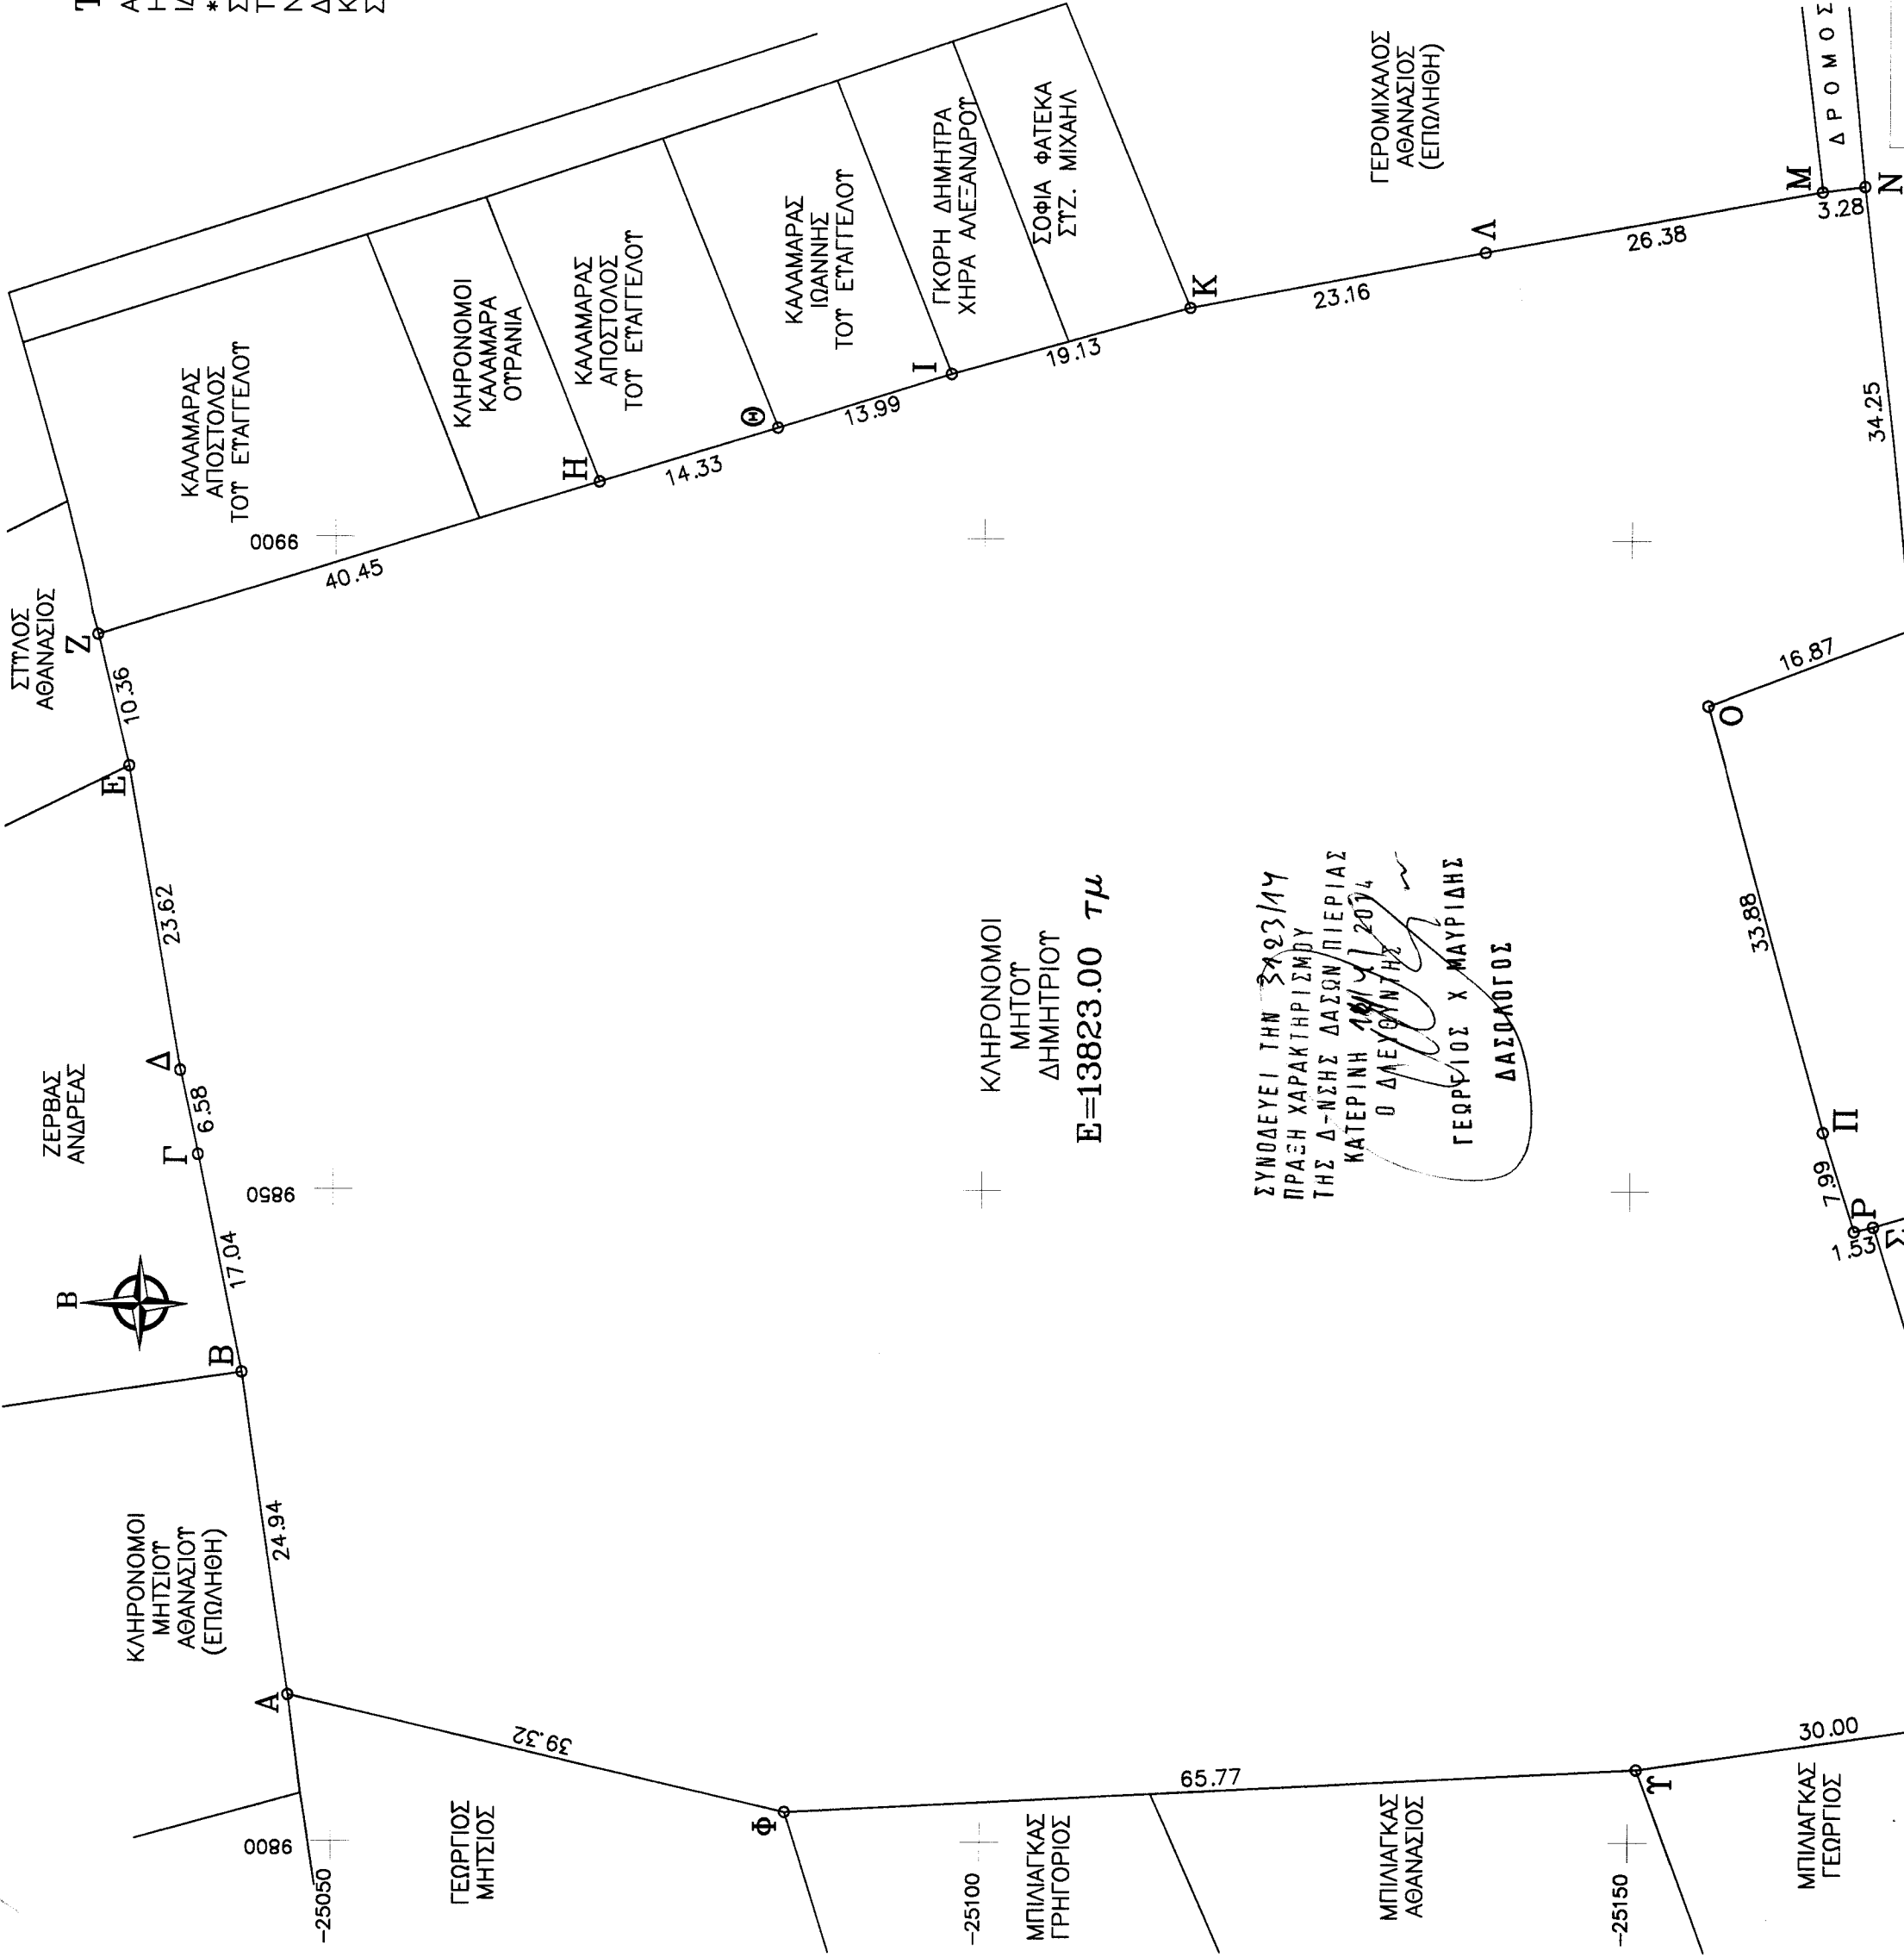 ΣΤΥΛΟΣ
ΑΘΑΝΑΣΙΟΣ
ΖΕΡΒΑΣ
ΑΝΔΡΕΑΣ
Β
ΚΛΗΡΟΝΟΜΟΙ
ΜΗΤΣΙΟΥ
ΑΘΑΝΑΣΙΟΥ
(ΕΠΩΛΗΘΗ)
Α
24.94
Β
17.04
Γ
6.58
Δ
23.62
Ε
10.36
Ζ
40.45
Η
14.33
Θ
13.99
Ι
19.13
Κ
23.16
Λ
26.38
Μ
3.28
Ν
34.25
ΔΡΟΜΟΣ
ΚΑΛΑΜΑΡΑΣ
ΑΠΟΣΤΟΛΟΣ
ΤΟΥ ΕΥΑΓΓΕΛΟΥ
ΚΛΗΡΟΝΟΜΟΙ
ΚΑΛΑΜΑΡΑ
ΟΥΡΑΝΙΑ
ΚΑΛΑΜΑΡΑΣ
ΑΠΟΣΤΟΛΟΣ
ΤΟΥ ΕΥΑΓΓΕΛΟΥ
ΚΑΛΑΜΑΡΑΣ
ΙΩΑΝΝΗΣ
ΤΟΥ ΕΥΑΓΓΕΛΟΥ
ΓΚΟΡΗ ΔΗΜΗΤΡΑ
ΧΗΡΑ ΑΛΕΞΑΝΔΡΟΥ
ΣΟΦΙΑ ΦΑΤΕΚΑ
ΣΥΖ. ΜΙΧΑΗΛ
ΓΕΡΟΜΙΧΑΛΟΣ
ΑΘΑΝΑΣΙΟΣ
(ΕΠΩΛΗΘΗ)
9900
9850
9800
-25050
-25100
-25150
ΚΛΗΡΟΝΟΜΟΙ
ΜΗΤΟΥ
ΔΗΜΗΤΡΙΟΥ
Ε=13823.00 τμ
ΣΥΝΟΔΕΥΕΙ ΤΗΝ 3123/14
ΠΡΑΞΗ ΧΑΡΑΚΤΗΡΙΣΜΟΥ
ΤΗΣ Δ-ΝΣΗΣ ΔΑΣΩΝ ΠΙΕΡΙΑΣ
ΚΑΤΕΡΙΝΗ 2014
Ο ΔΙΕΥΘΥΝΤΗΣ
ΓΕΩΡΓΙΟΣ Χ ΜΑΥΡΙΔΗΣ
ΔΑΣΟΛΟΓΟΣ
Ο
16.87
33.88
Π
7.99
Ρ
1.53
Σ
39.32
Φ
65.77
Υ
30.00
ΓΕΩΡΓΙΟΣ
ΜΗΤΣΙΟΣ
ΜΠΙΛΙΑΓΚΑΣ
ΓΡΗΓΟΡΙΟΣ
ΜΠΙΛΙΑΓΚΑΣ
ΑΘΑΝΑΣΙΟΣ
ΜΠΙΛΙΑΓΚΑΣ
ΓΕΩΡΓΙΟΣ